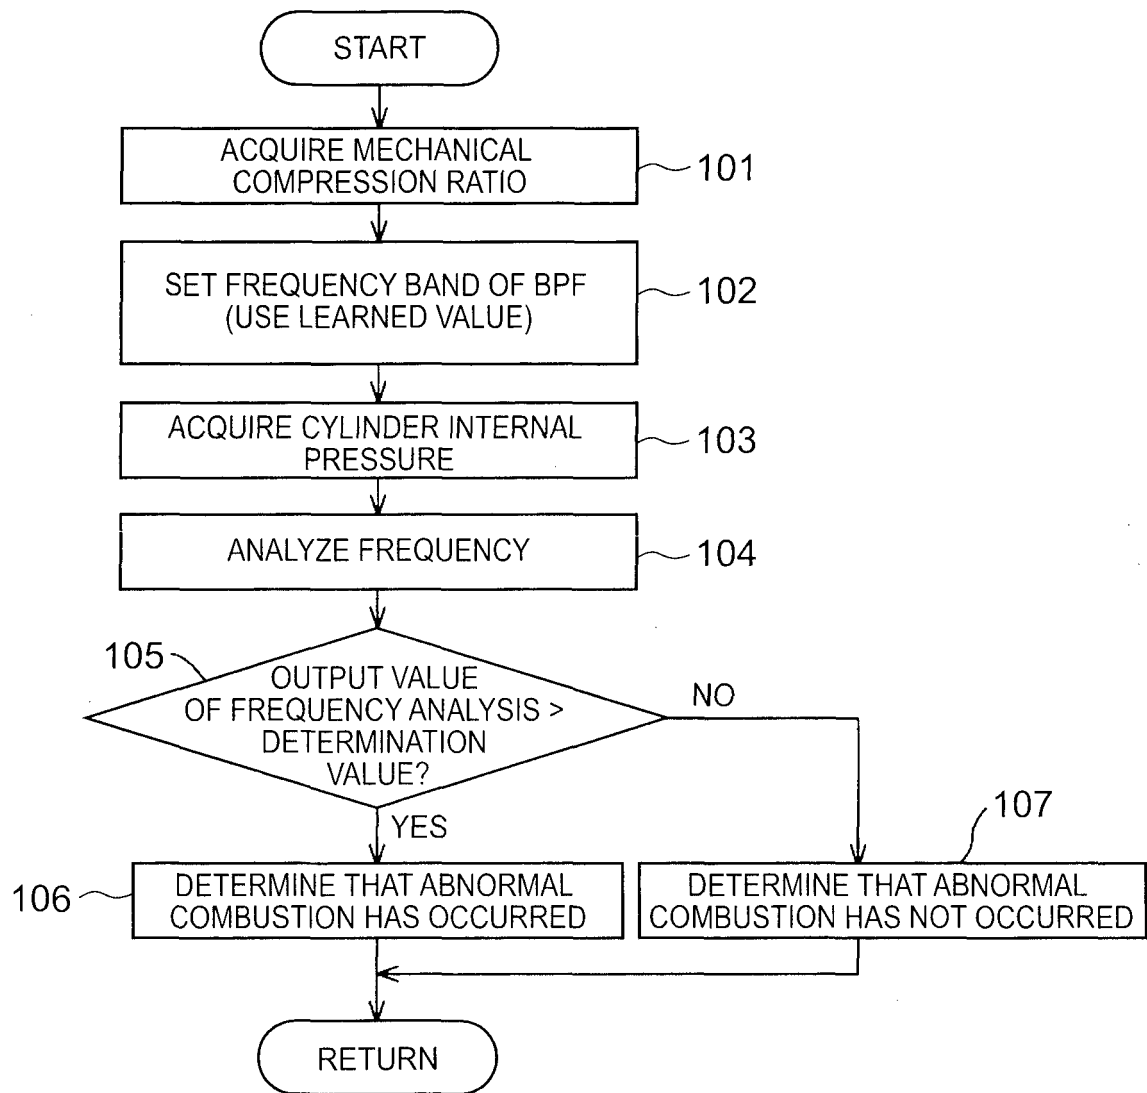 START
ACQUIRE MECHANICAL
COMPRESSION RATIO
101
SET FREQUENCY BAND OF BPF
(USE LEARNED VALUE)
102
ACQUIRE CYLINDER INTERNAL
PRESSURE
103
ANALYZE FREQUENCY
104
105
OUTPUT VALUE
OF FREQUENCY ANALYSIS >
DETERMINATION
VALUE?
NO
YES
107
106
DETERMINE THAT ABNORMAL
COMBUSTION HAS OCCURRED
DETERMINE THAT ABNORMAL
COMBUSTION HAS NOT OCCURRED
RETURN